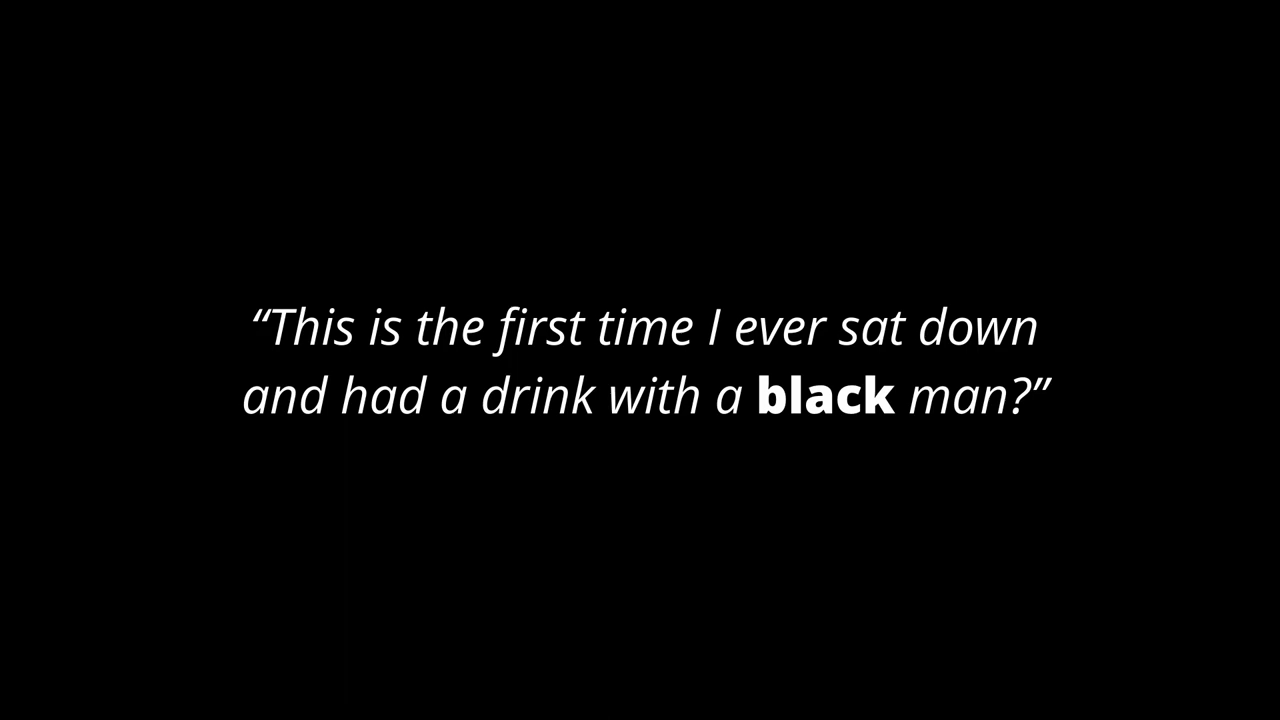 “This is the first time I ever sat down
and had a drink with a black man?”